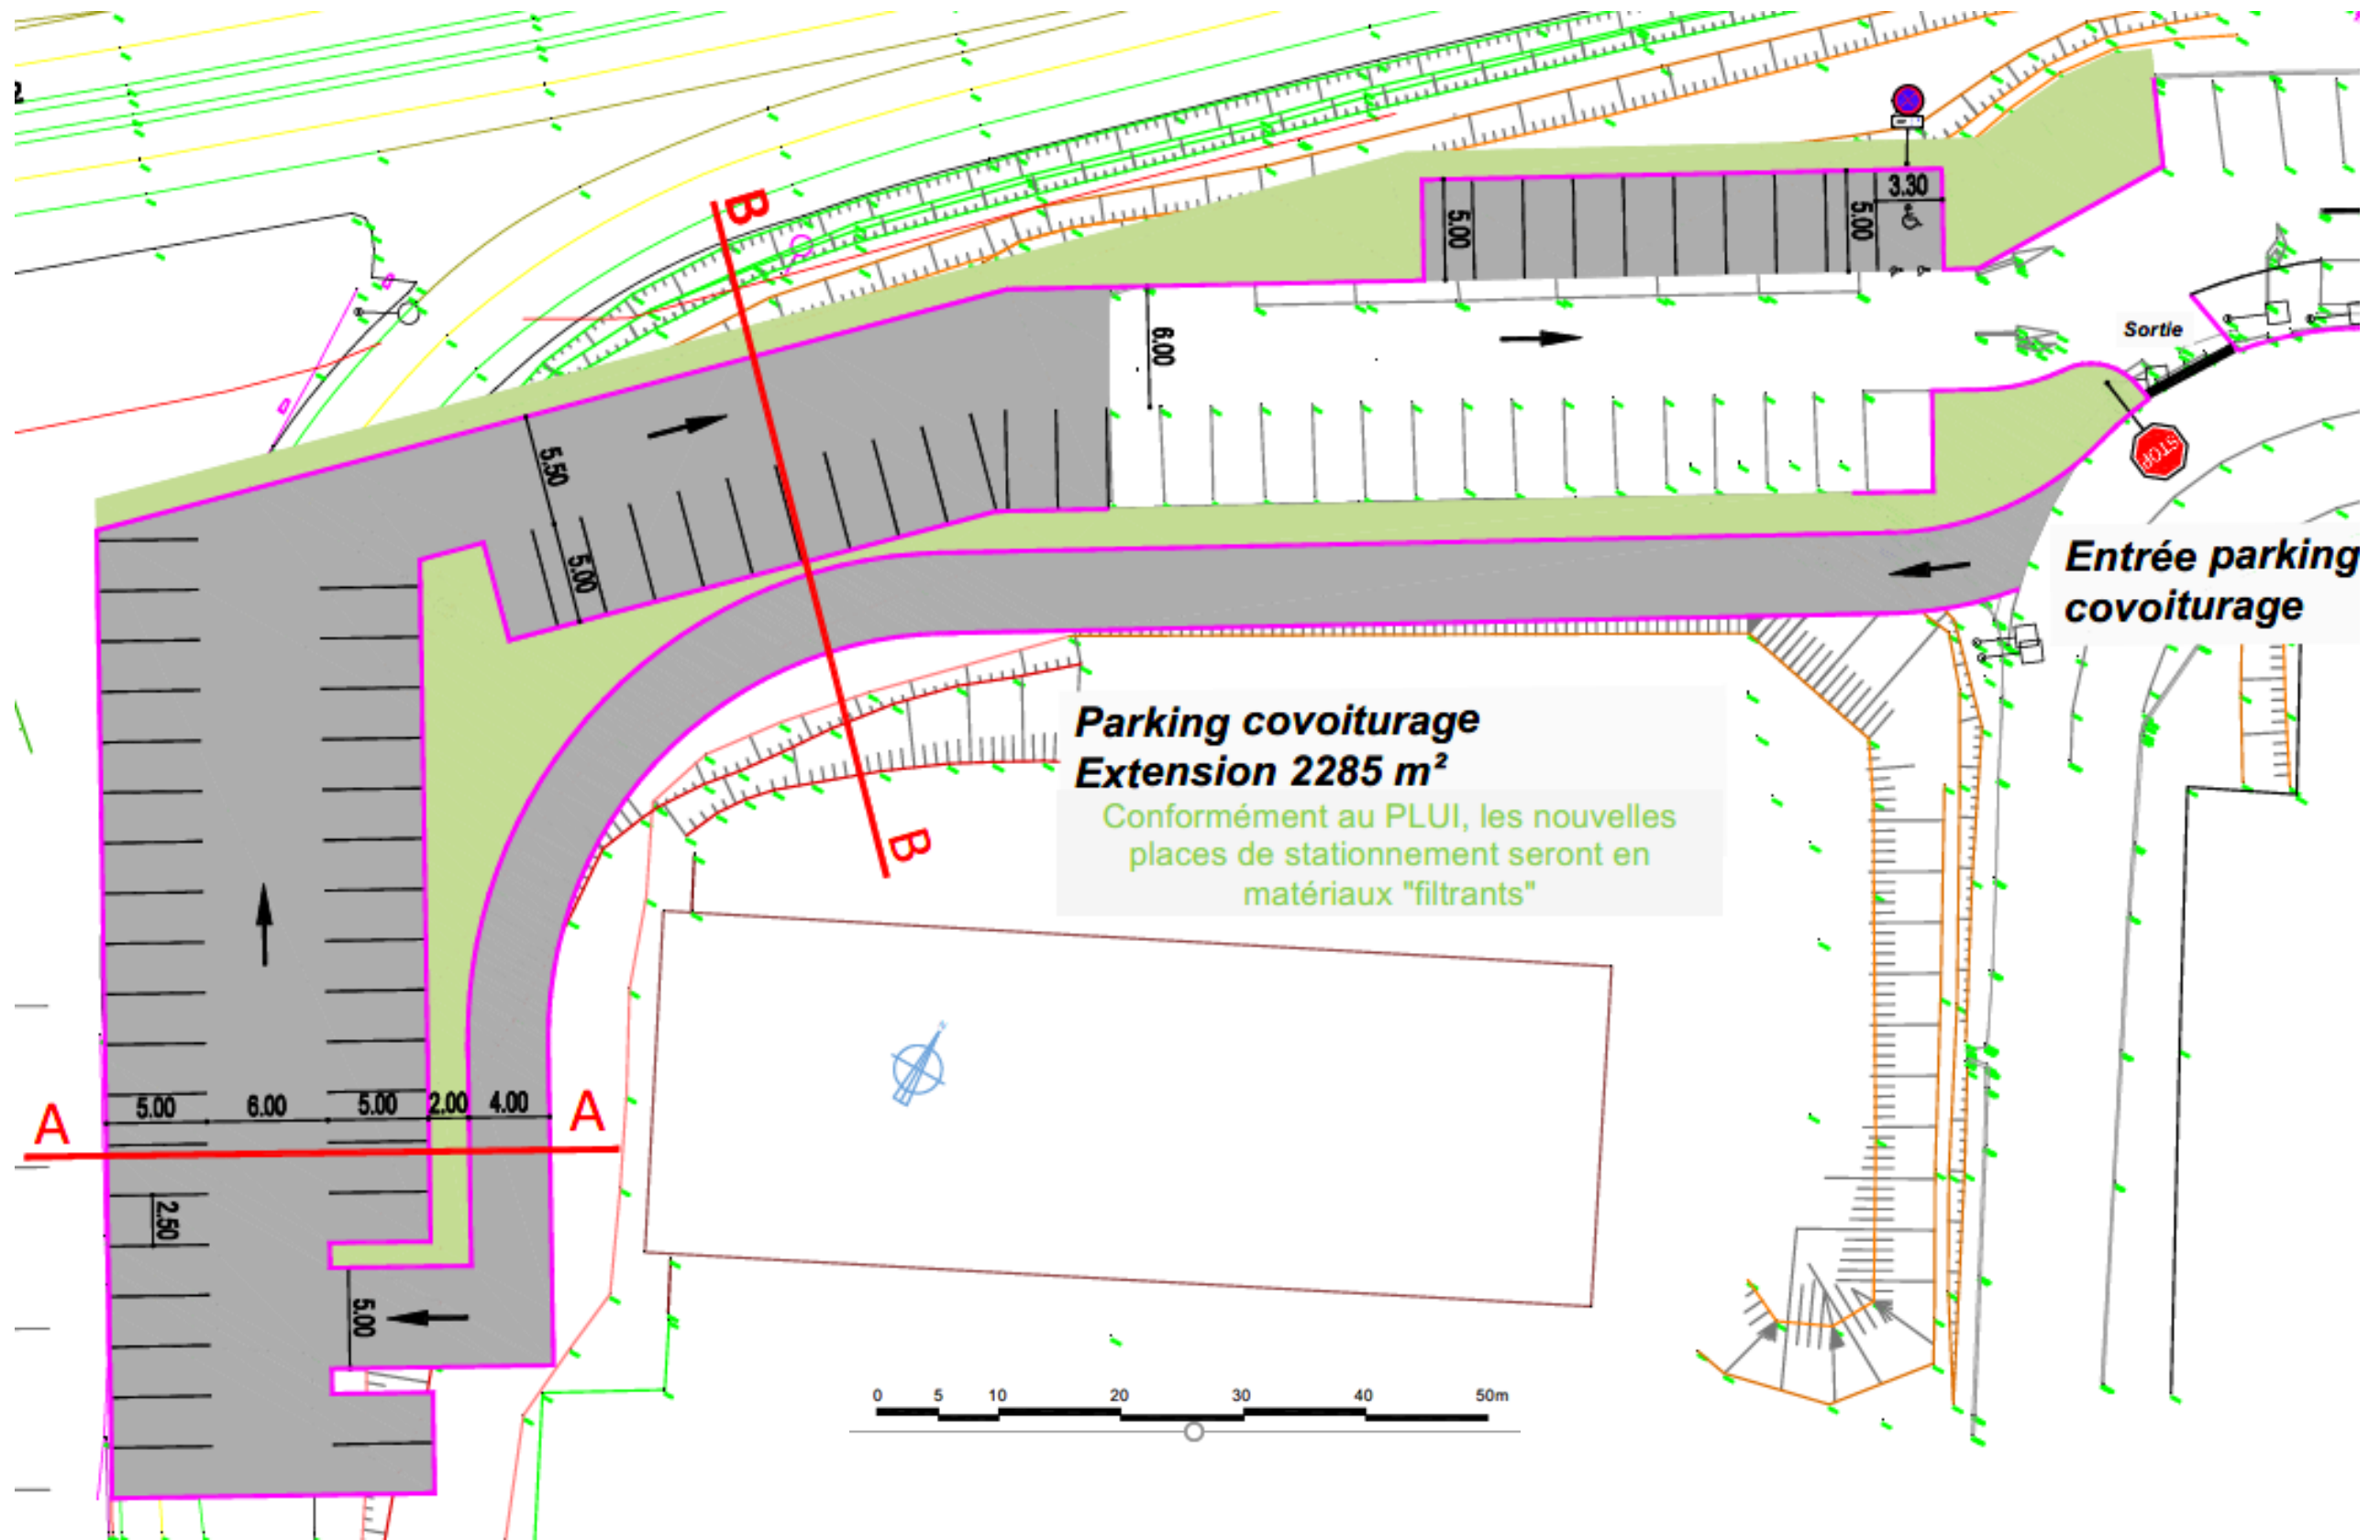 B
3.30
5.00
5.00
6.00
Sortie
STOP
5.50
5.00
Entrée parking
covoiturage
Parking covoiturage
Extension 2285 m²
Conformément au PLUI, les nouvelles
places de stationnement seront en
matériaux "filtrants"
B
N
A
5.00
6.00
5.00
2.00
4.00
A
2.50
5.00
0 5 10 20 30 40 50m